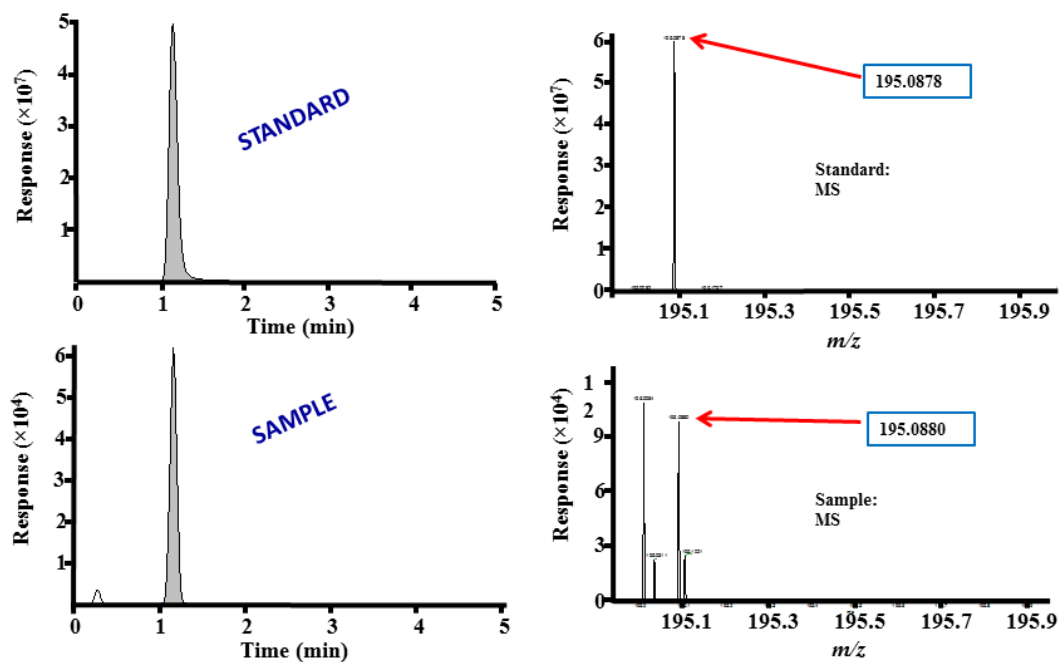 5
4
3
2
1
Response (×10⁷)
STANDARD
0 1 2 3 4 5
Time (min)
6
5
4
3
2
1
0
Response (×10⁷)
195.0878
Standard:
MS
195.1 195.3 195.5 195.7 195.9
m/z
6
5
4
3
2
1
Response (×10⁴)
SAMPLE
0 1 2 3 4 5
Time (min)
1
2
9
6
3
0
Response (×10⁴)
195.0880
Sample:
MS
195.1 195.3 195.5 195.7 195.9
m/z